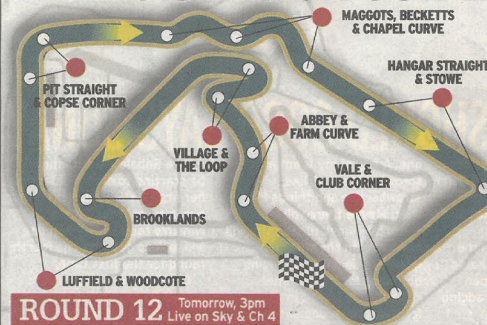 MAGGOTS, BECKETTS
& CHAPEL CURVE
HANGAR STRAIGHT
& STOWE
PIT STRAIGHT
& COPSE CORNER
ABBEY &
FARM CURVE
VILLAGE &
THE LOOP
VALE &
CLUB CORNER
BROOKLANDS
LUFFIELD & WOODCOTE
ROUND 12
Tomorrow, 3pm
Live on Sky & Ch 4